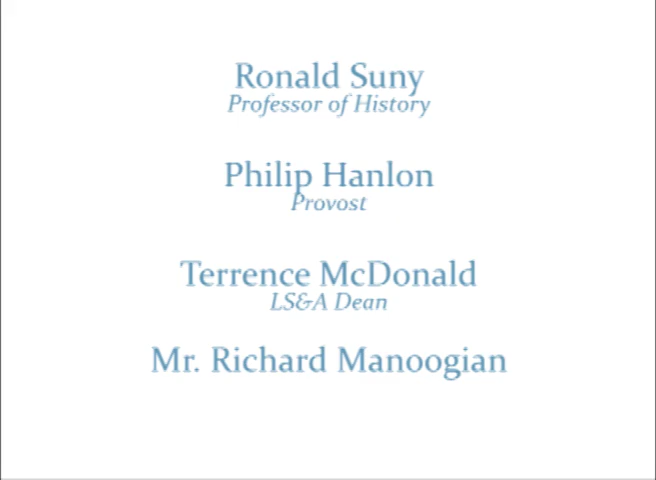 Ronald Suny
Professor of History
Philip Hanlon
Provost
Terrence McDonald
LS&A Dean
Mr. Richard Manoogian